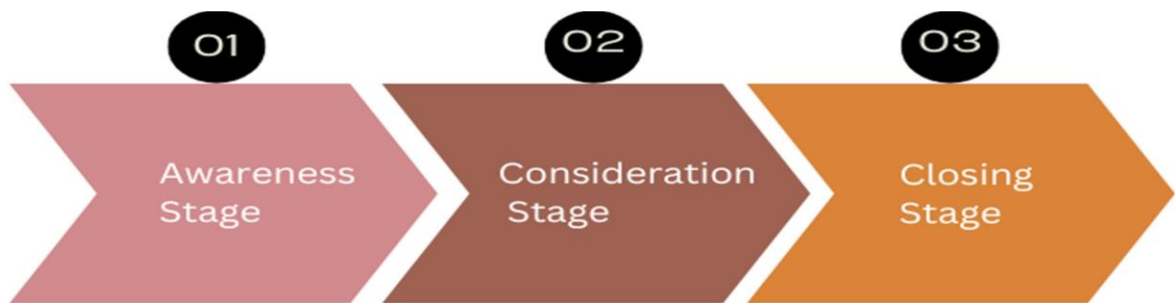 01
Awareness
Stage
02
Consideration
Stage
03
Closing
Stage